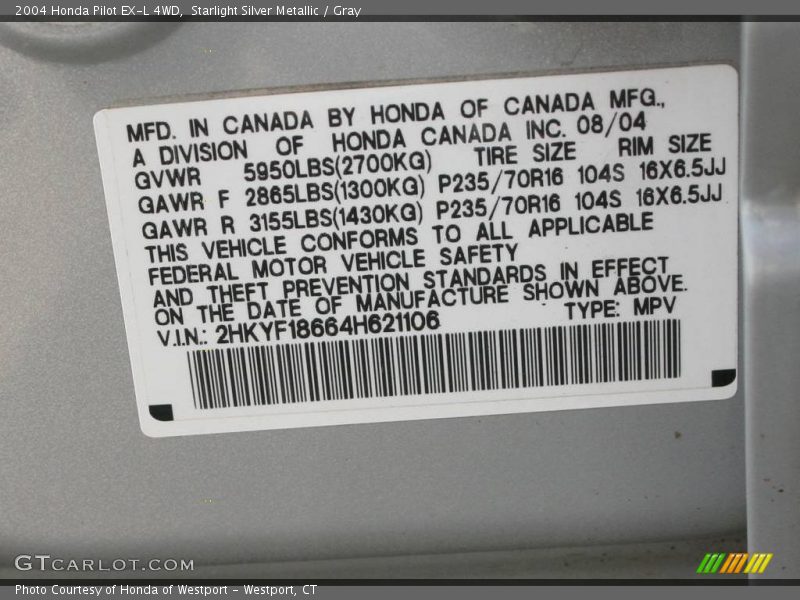 2004 Honda Pilot EX-L 4WD, Starlight Silver Metallic / Gray
MFD. IN CANADA BY HONDA OF CANADA MFG.,
A DIVISION OF HONDA CANADA INC. 08/04
GVWR 5950LBS(2700KG) TIRE SIZE RIM SIZE
GAWR F 2865LBS(1300KG) P235/70R16 104S 16X6.5JJ
GAWR R 3155LBS(1430KG) P235/70R16 104S 16X6.5JJ
THIS VEHICLE CONFORMS TO ALL APPLICABLE
FEDERAL MOTOR VEHICLE SAFETY
AND THEFT PREVENTION STANDARDS IN EFFECT
ON THE DATE OF MANUFACTURE SHOWN ABOVE.
V.I.N.: 2HKYF18664H621106 TYPE: MPV
GTCARLOT.COM
Photo Courtesy of Honda of Westport - Westport, CT